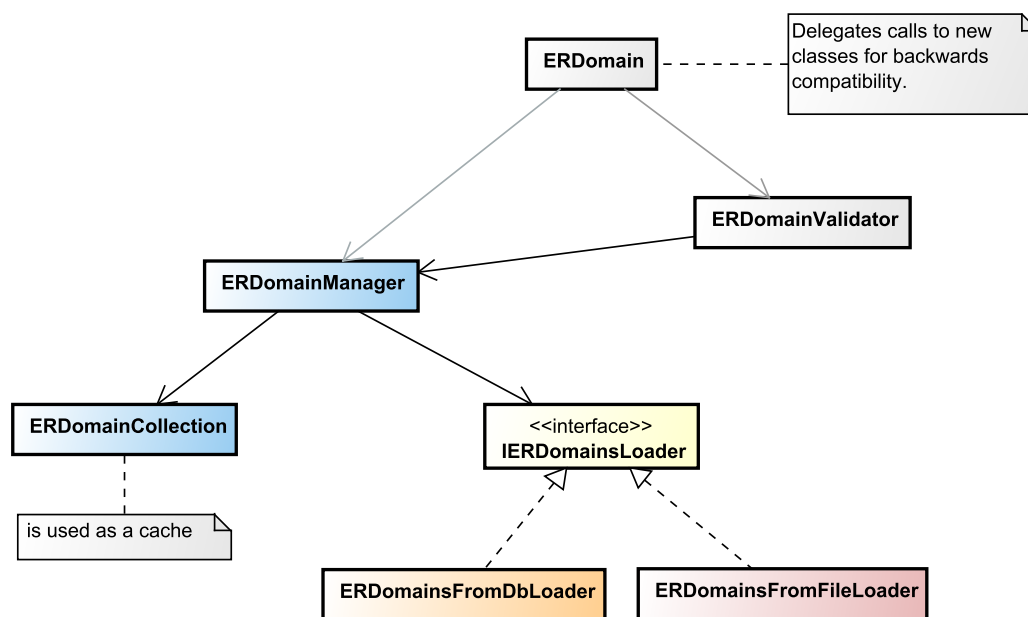 ERDomain
Delegates calls to new
classes for backwards
compatibility.
ERDomainValidator
ERDomainManager
ERDomainCollection
<<interface>>
IERDomainsLoader
is used as a cache
ERDomainsFromDbLoader
ERDomainsFromFileLoader